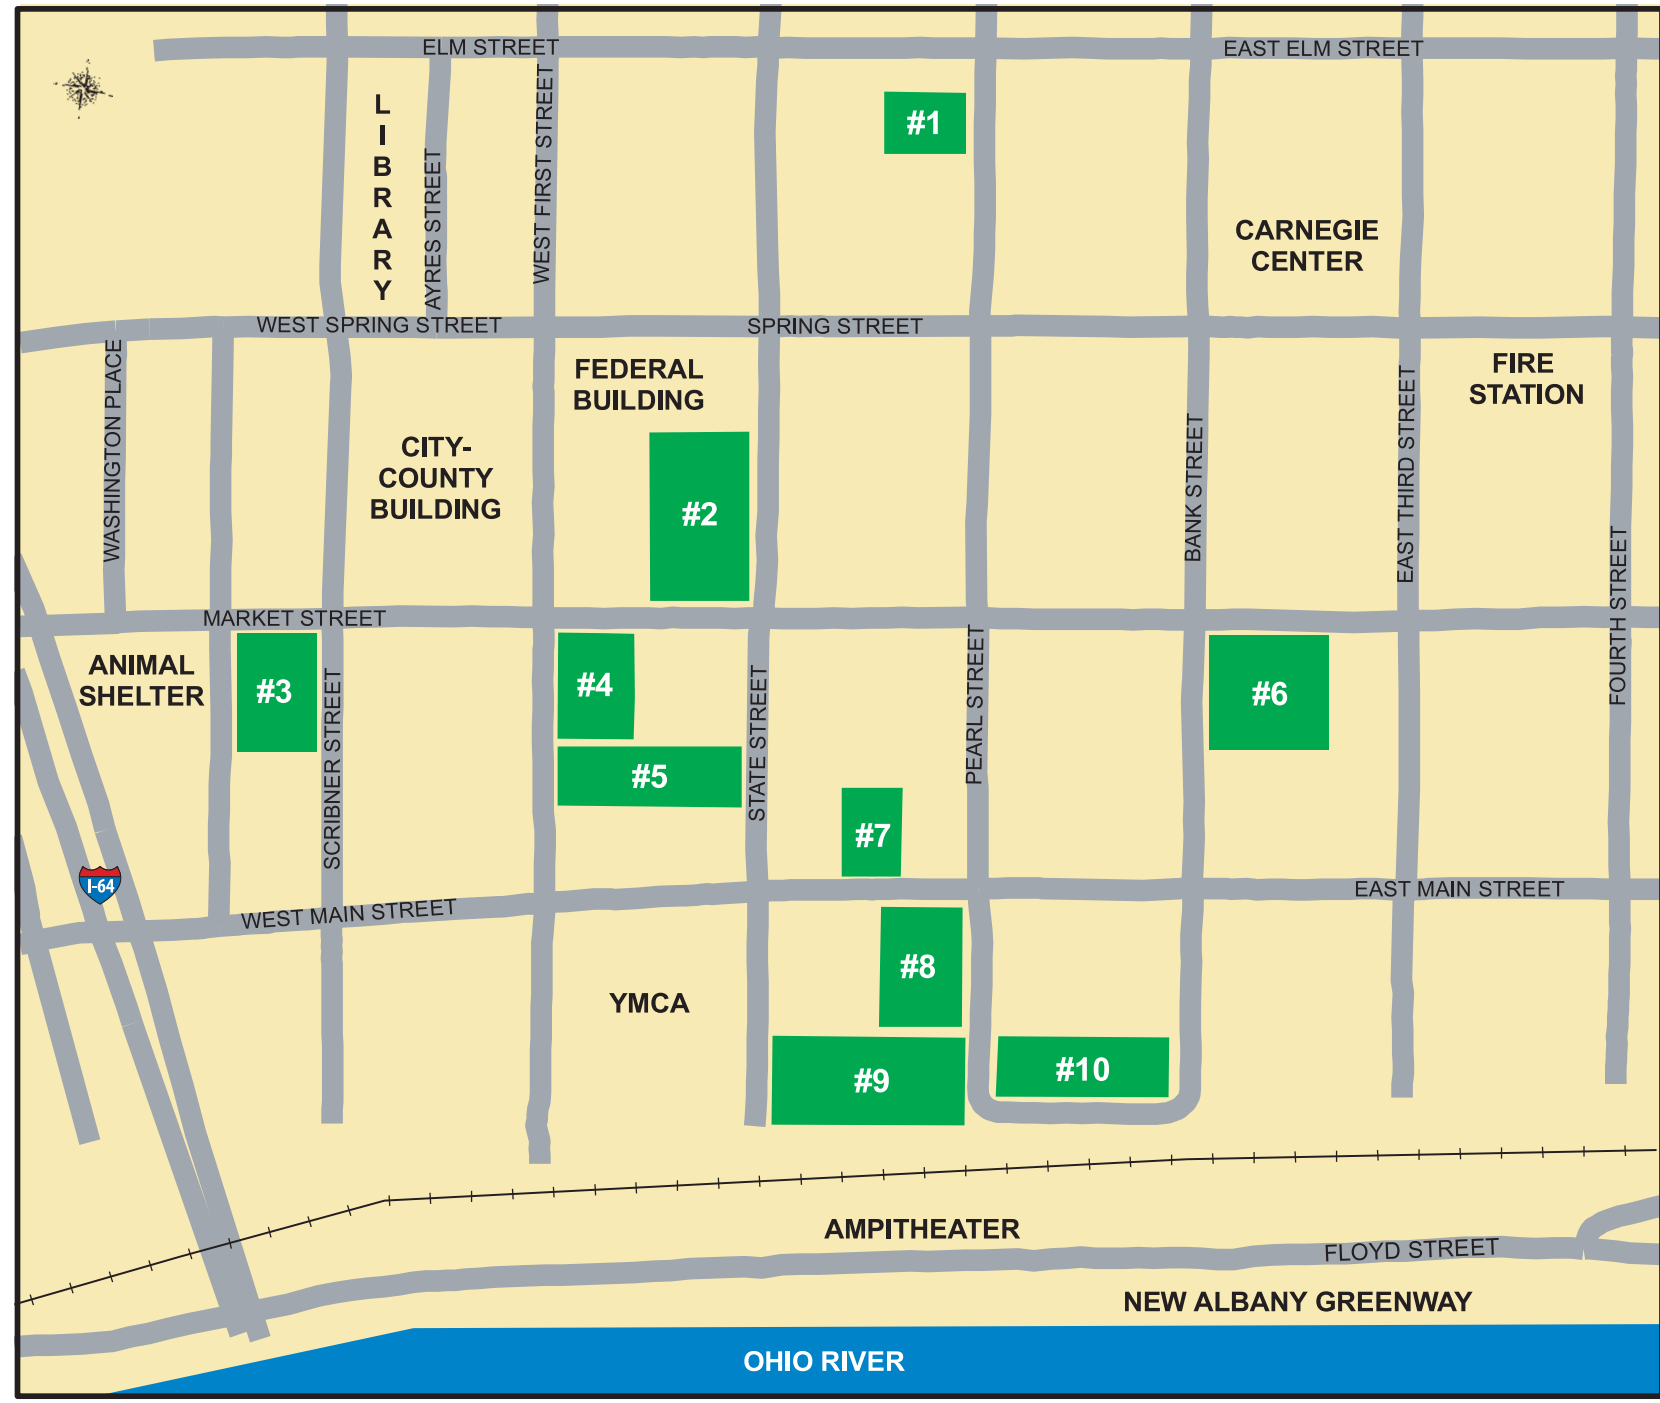 ELM STREET
EAST ELM STREET
L
I
B
R
A
R
Y
AYRES STREET
WEST FIRST STREET
#1
CARNEGIE
CENTER
WEST SPRING STREET
SPRING STREET
WASHINGTON PLACE
FEDERAL
BUILDING
FIRE
STATION
CITY-
COUNTY
BUILDING
#2
BANK STREET
EAST THIRD STREET
FOURTH STREET
MARKET STREET
ANIMAL
SHELTER
#3
SCRIBNER STREET
#4
#5
STATE STREET
PEARL STREET
#6
#7
I-64
WEST MAIN STREET
EAST MAIN STREET
#8
YMCA
#9
#10
AMPITHEATER
FLOYD STREET
NEW ALBANY GREENWAY
OHIO RIVER